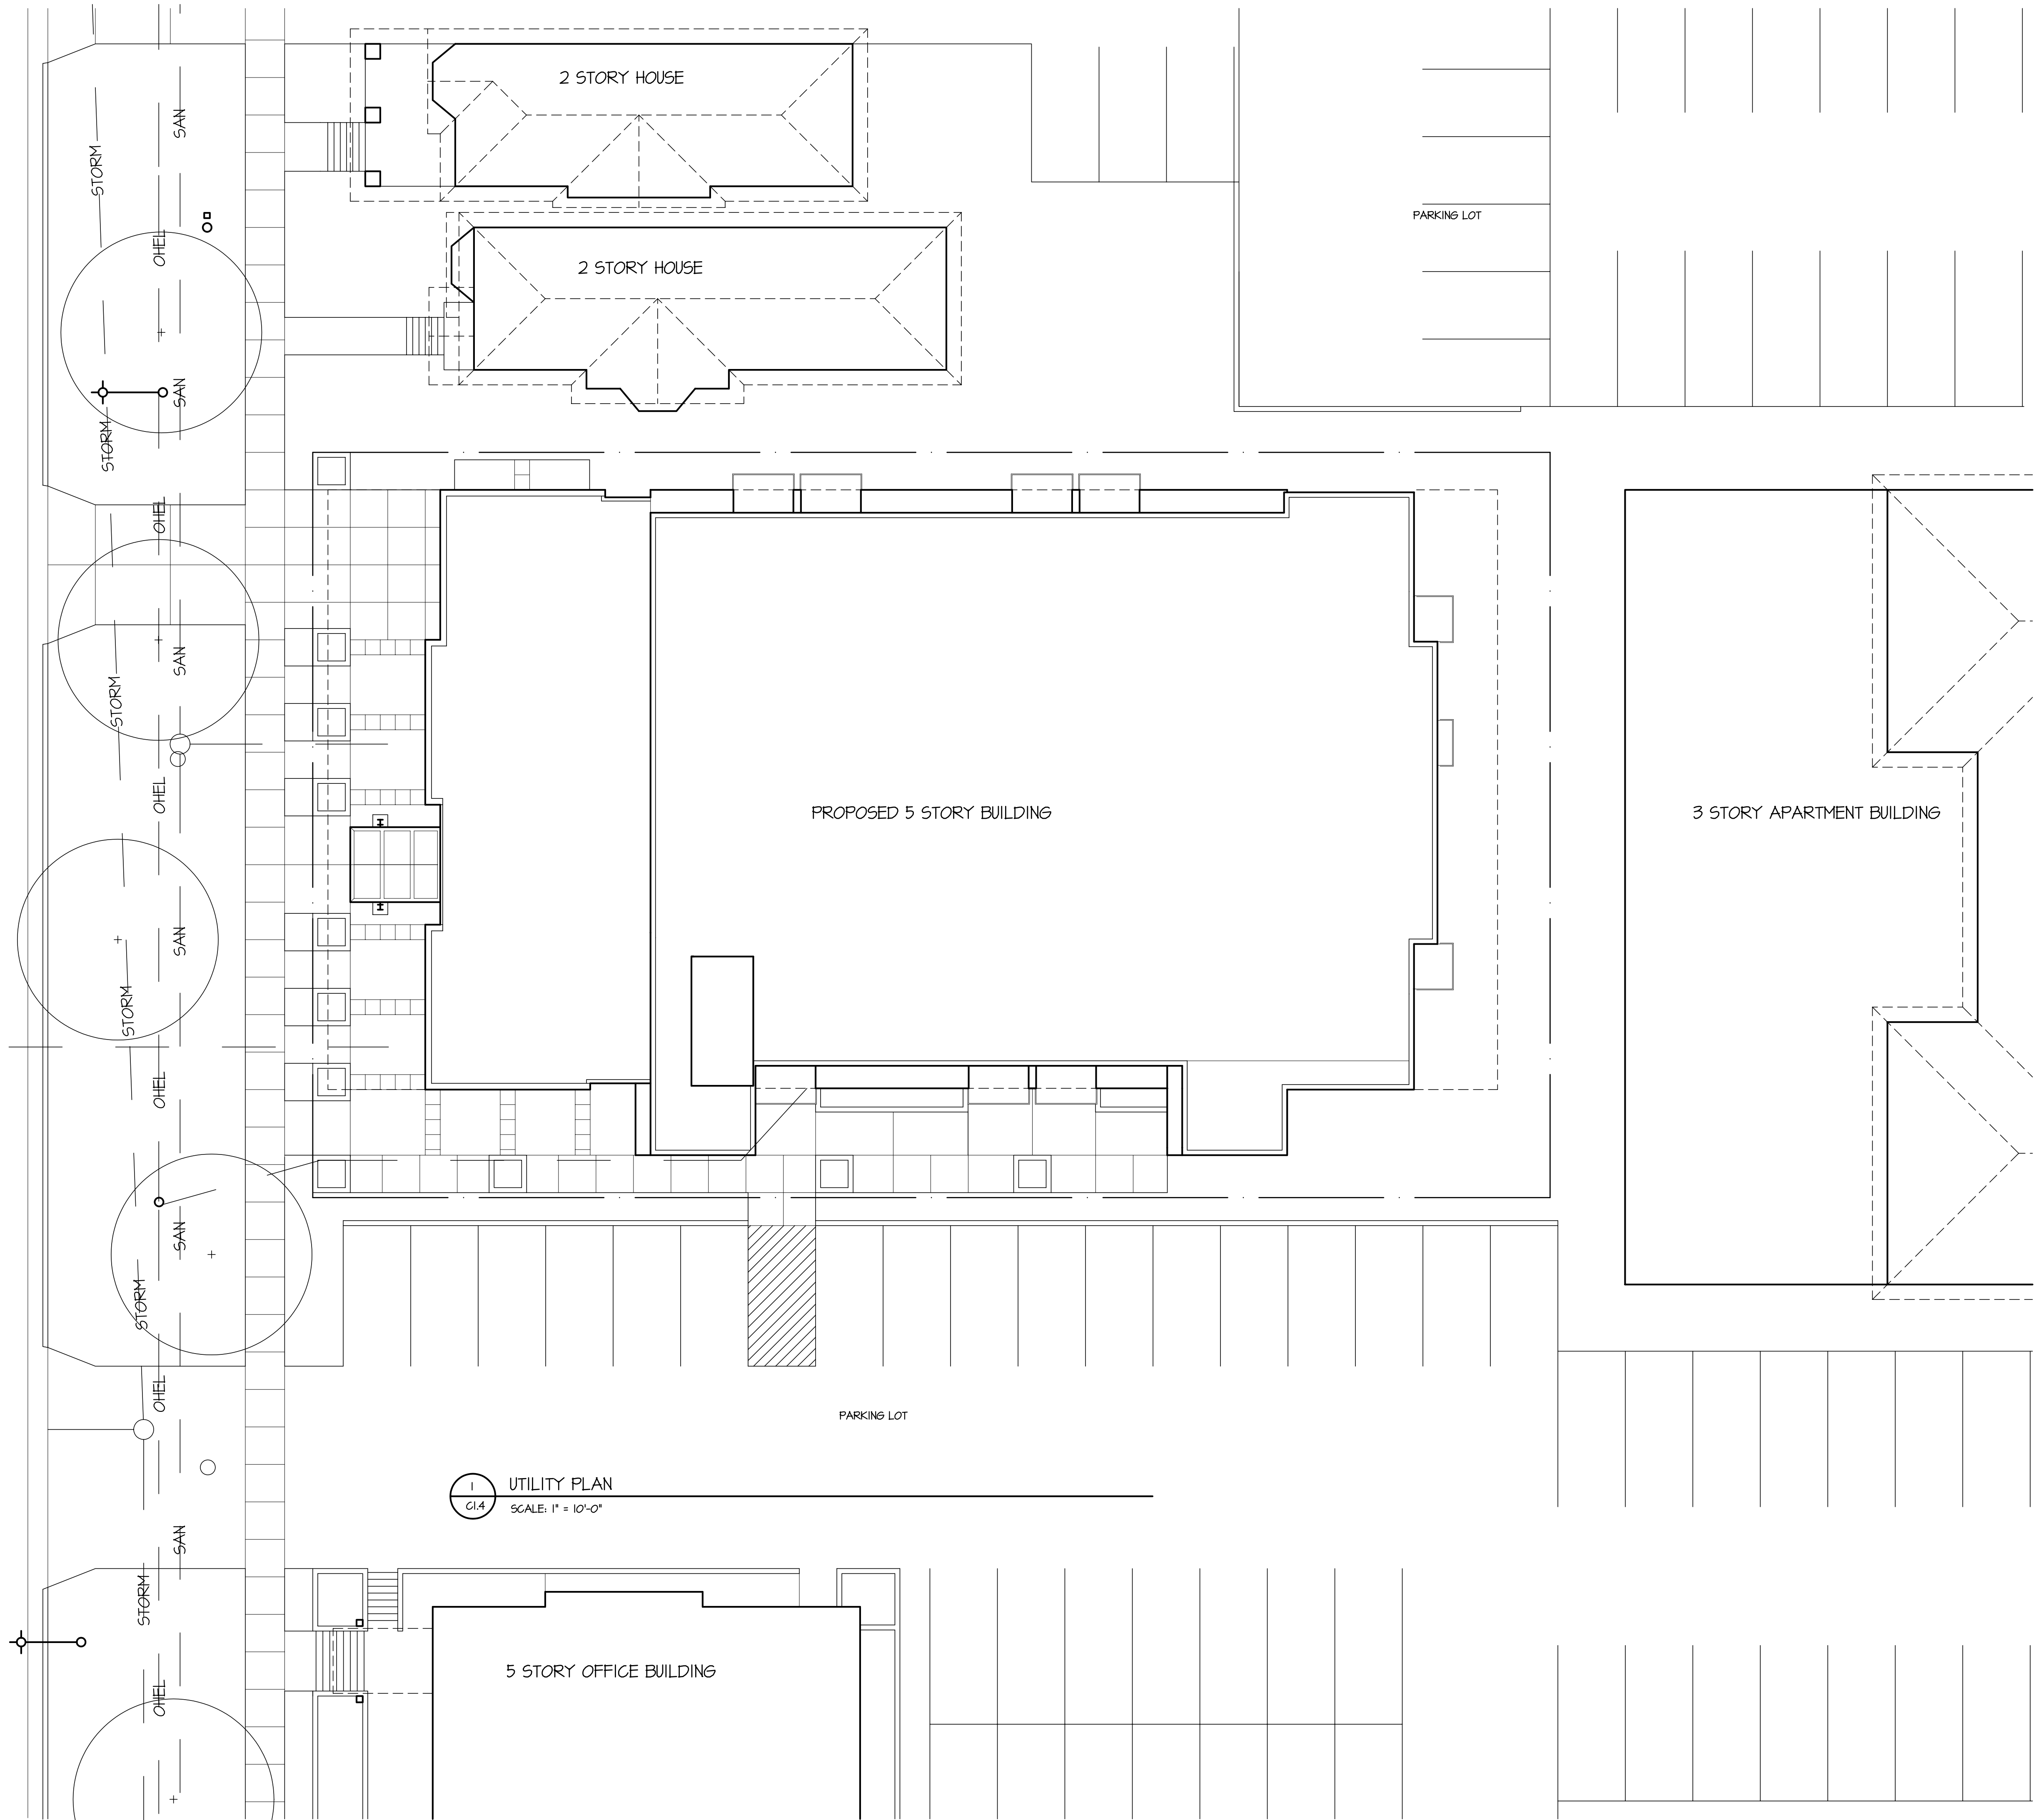 2 STORY HOUSE
SAN
STORM
PARKING LOT
OHEL
2 STORY HOUSE
SAN
STORM
OHEL
SAN
STORM
OHEL
PROPOSED 5 STORY BUILDING
3 STORY APARTMENT BUILDING
SAN
STORM
OHEL
SAN
STORM
OHEL
PARKING LOT
1
UTILITY PLAN
C1.4
SCALE: 1" = 10'-0"
SAN
STORM
5 STORY OFFICE BUILDING
OHEL